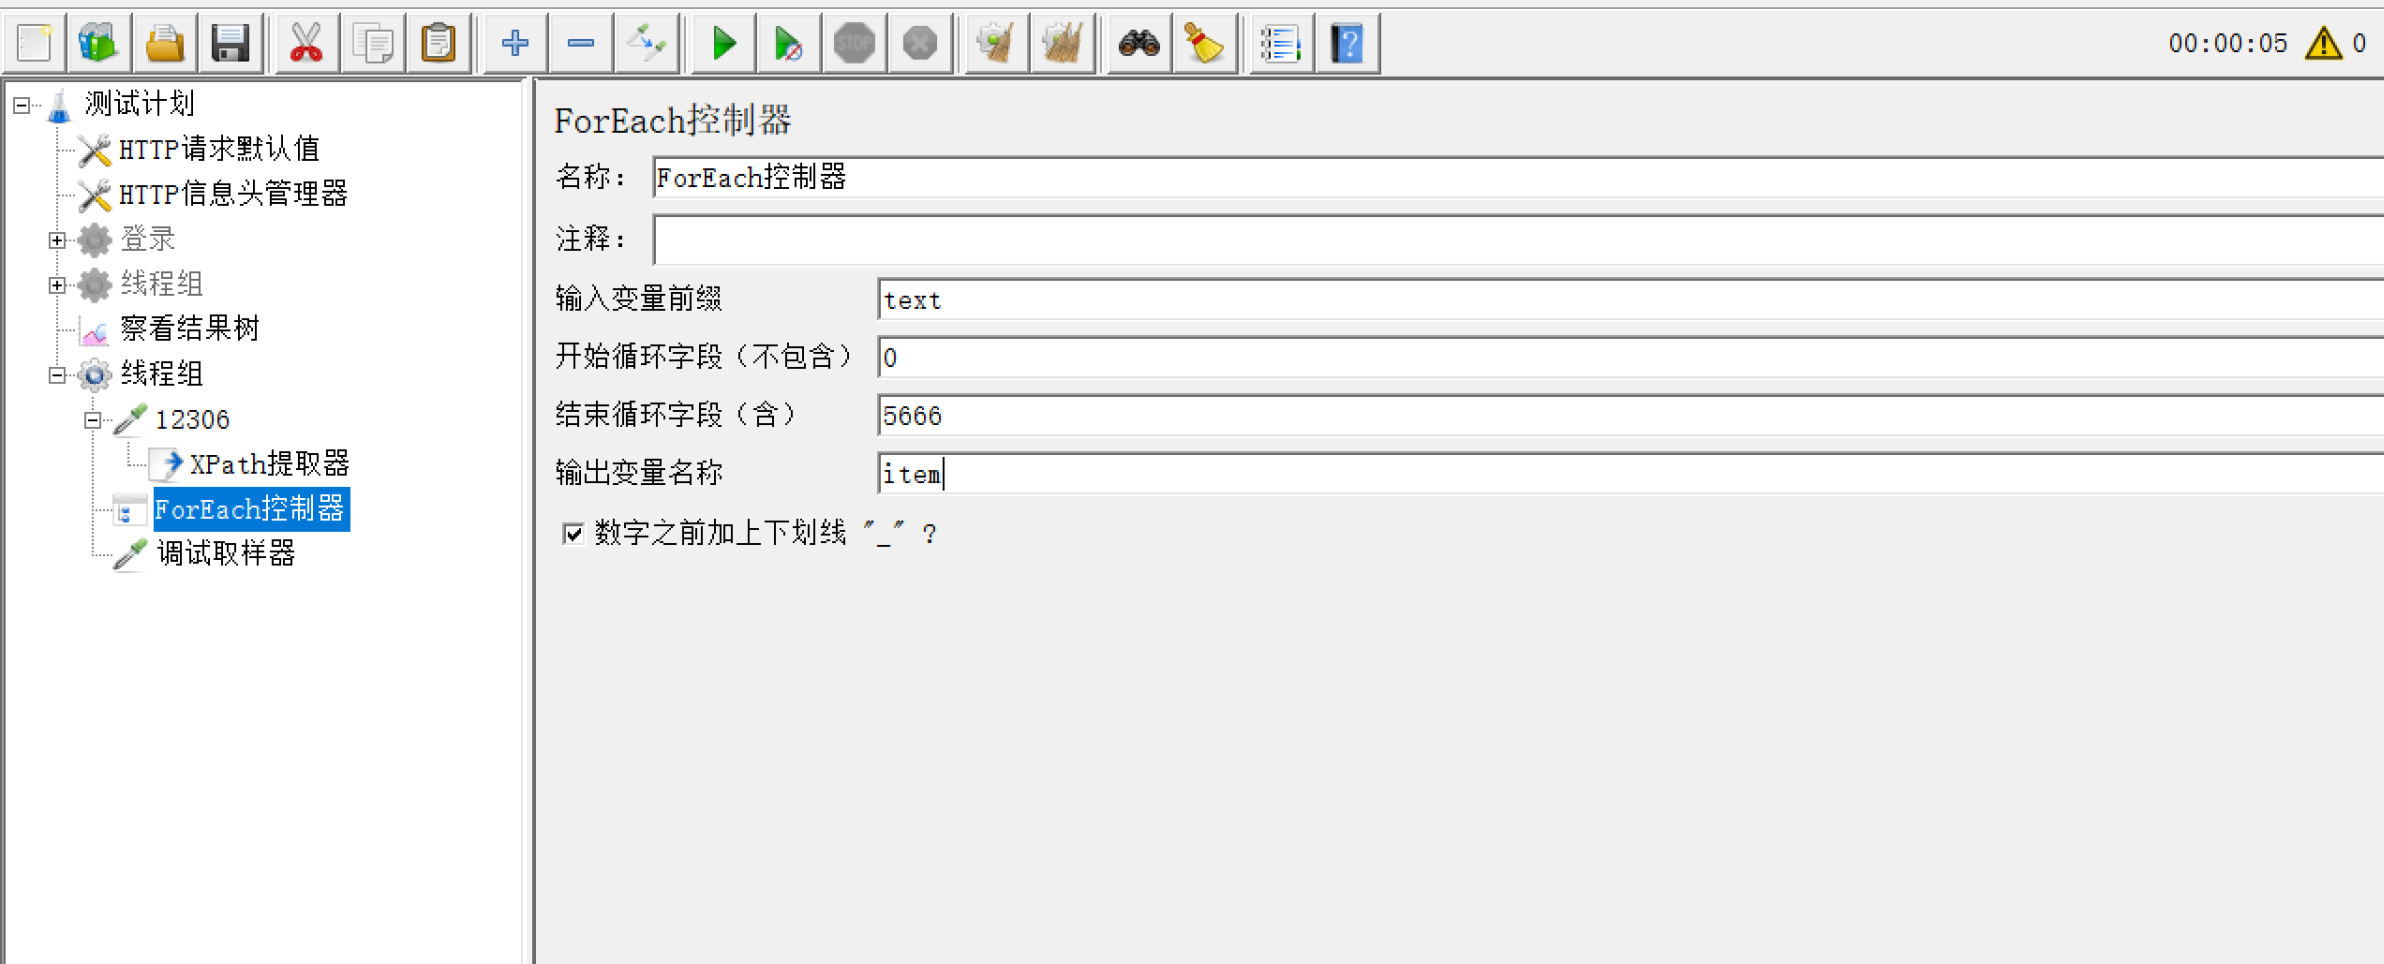 STOP
00:00:05 0
测试计划
HTTP请求默认值
HTTP信息头管理器
登录
线程组
察看结果树
线程组
12306
XPath提取器
ForEach控制器
调试取样器
ForEach控制器
名称： ForEach控制器
注释：
输入变量前缀 text
开始循环字段（不包含） 0
结束循环字段（含） 5666
输出变量名称 item
数字之前加上下划线 "_" ?